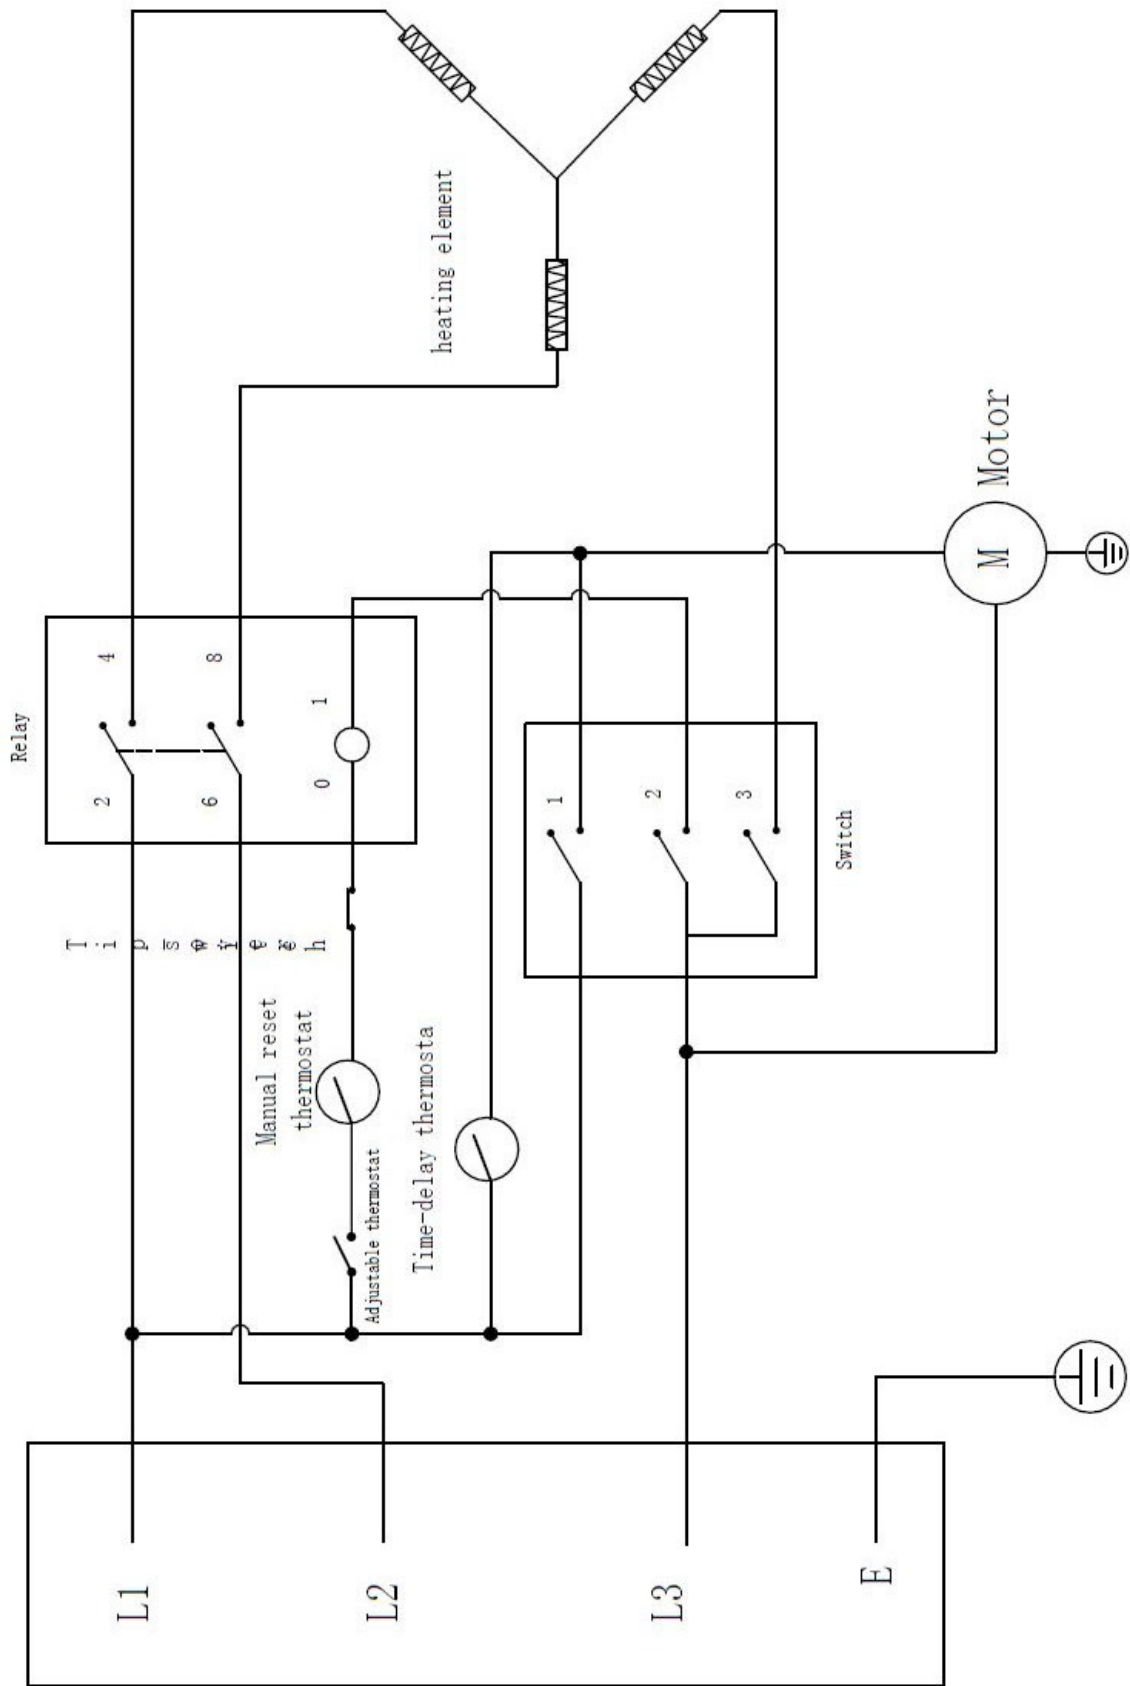 Relay
2 4
L1
6 8
Manual reset
thermostat
0 1
Adjustable thermostat
L2
Time-delay thermosta
heating element
1
2
L3
3
Switch
E
M Motor